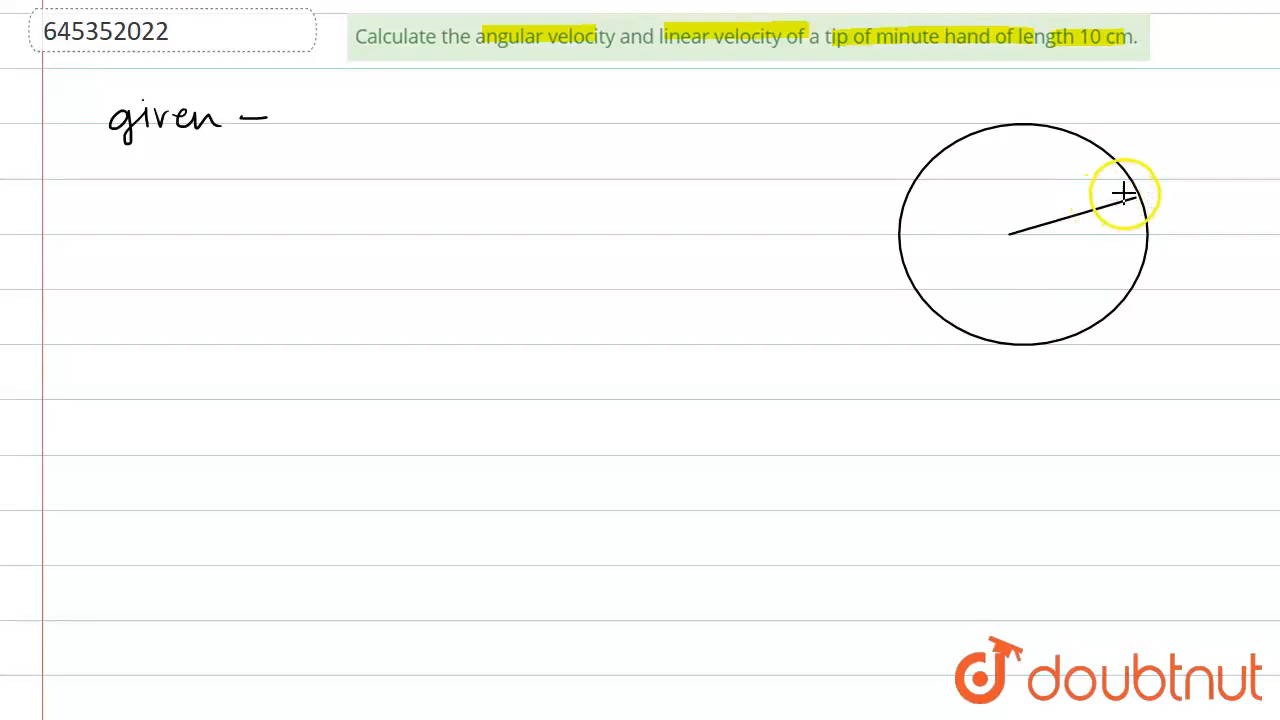 645352022
Calculate the angular velocity and linear velocity of a tip of minute hand of length 10 cm.
given –
doubtnut